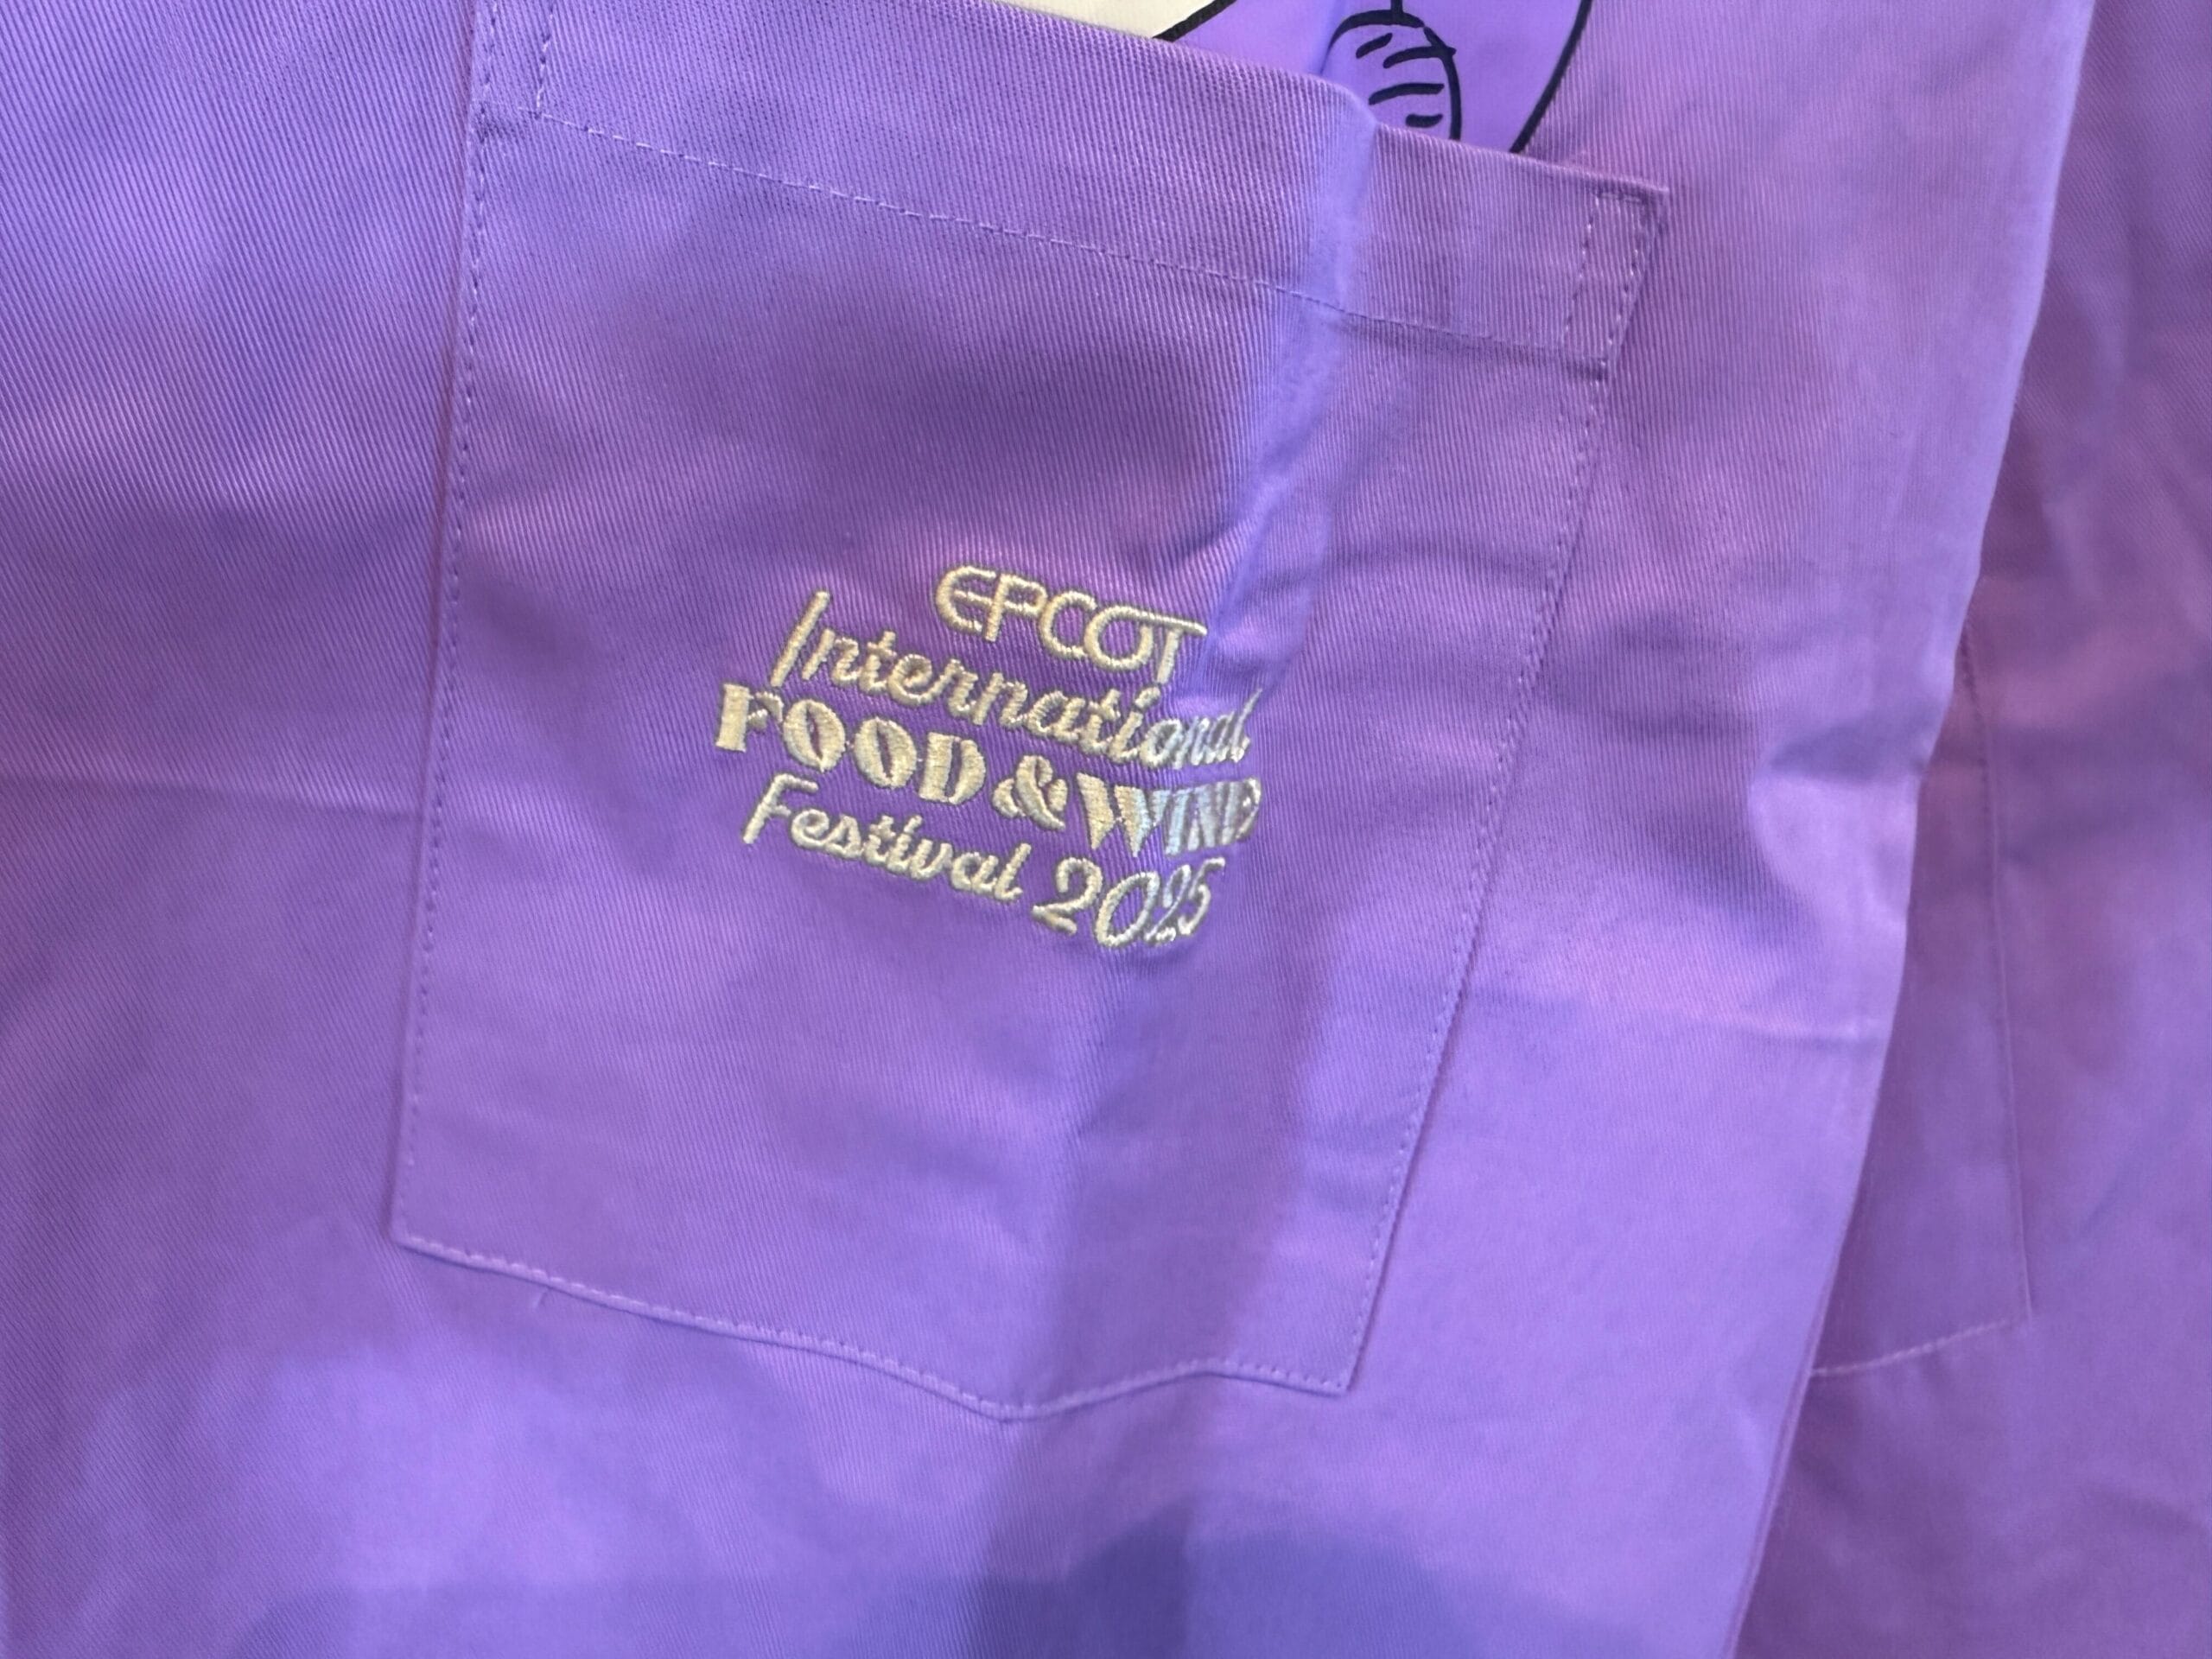 EPCOT
International
FOOD & WINE
Festival 2025